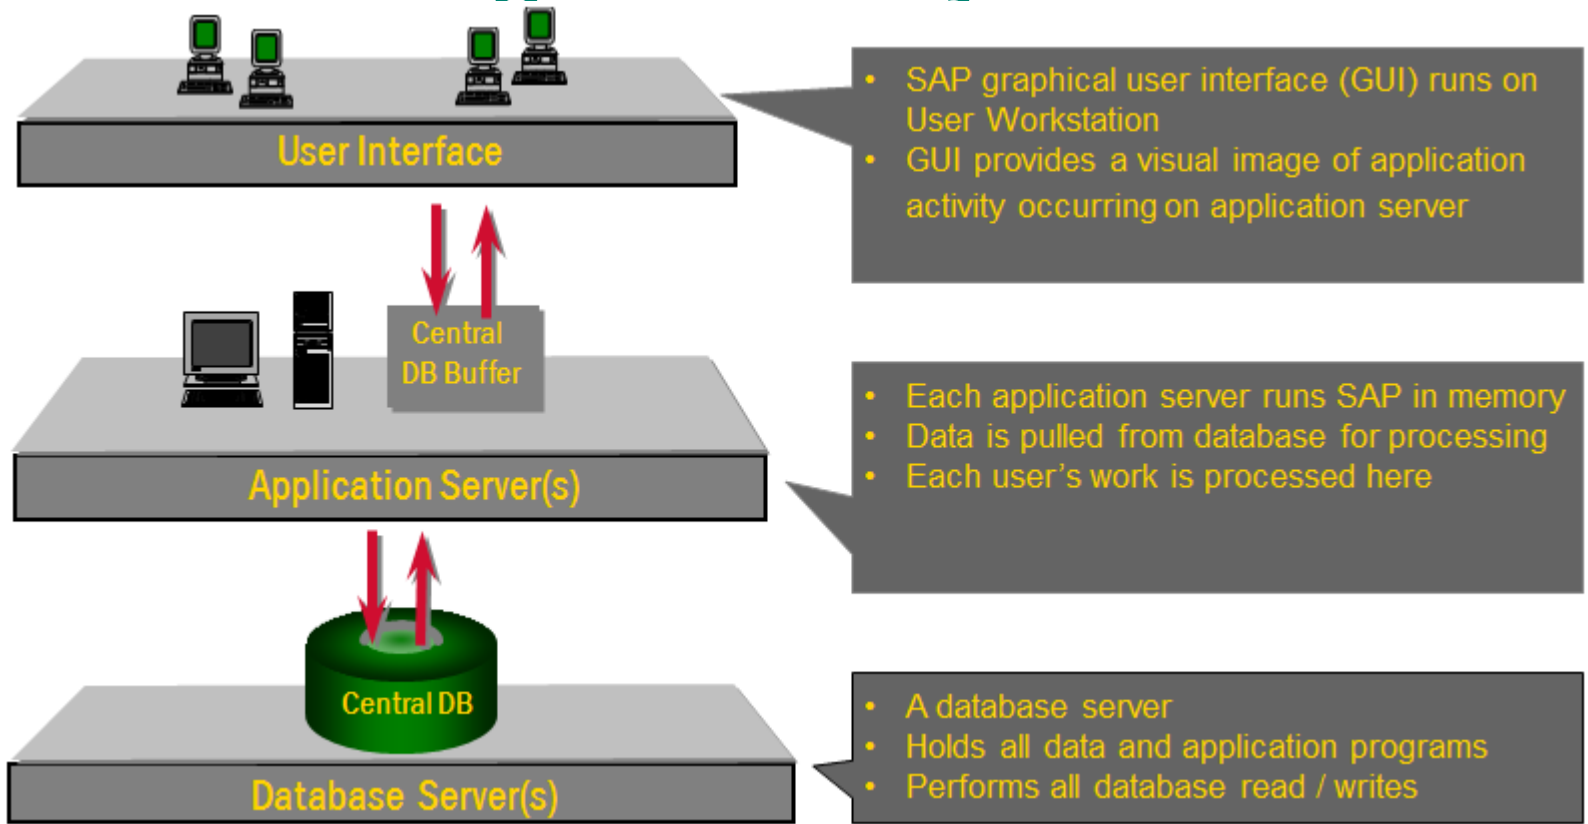 User Interface
• SAP graphical user interface (GUI) runs on
User Workstation
• GUI provides a visual image of application
activity occurring on application server
Central
DB Buffer
Application Server(s)
• Each application server runs SAP in memory
• Data is pulled from database for processing
• Each user's work is processed here
Central DB
Database Server(s)
• A database server
• Holds all data and application programs
• Performs all database read / writes